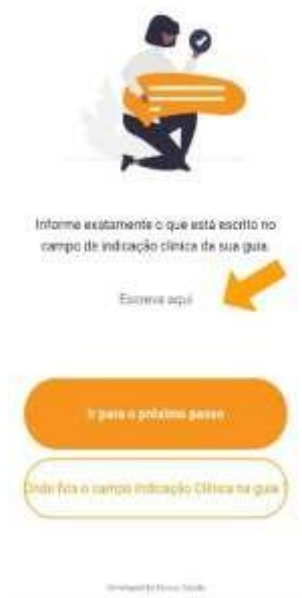 Informe exatamente o que está escrito no
campo de indicação clínica da sua guia.
Escreva aqui
Ir para o próximo passo
Onde fica o campo Indicação Clínica na guia ?